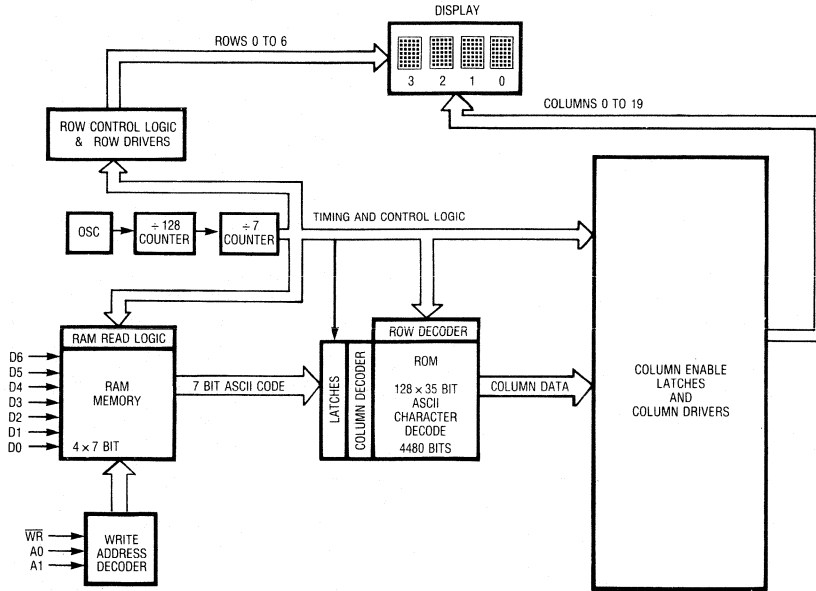 DISPLAY
ROWS 0 TO 6
3 2 1 0
COLUMNS 0 TO 19
ROW CONTROL LOGIC
& ROW DRIVERS
TIMING AND CONTROL LOGIC
OSC
÷128
COUNTER
÷7
COUNTER
RAM READ LOGIC
ROW DECODER
D6
D5
D4
D3
D2
D1
D0
RAM
MEMORY
4 × 7 BIT
7 BIT ASCII CODE
LATCHES
COLUMN DECODER
ROM
128 × 35 BIT
ASCII
CHARACTER
DECODE
4480 BITS
COLUMN DATA
COLUMN ENABLE
LATCHES
AND
COLUMN DRIVERS
W̅R̅
A0
A1
WRITE
ADDRESS
DECODER